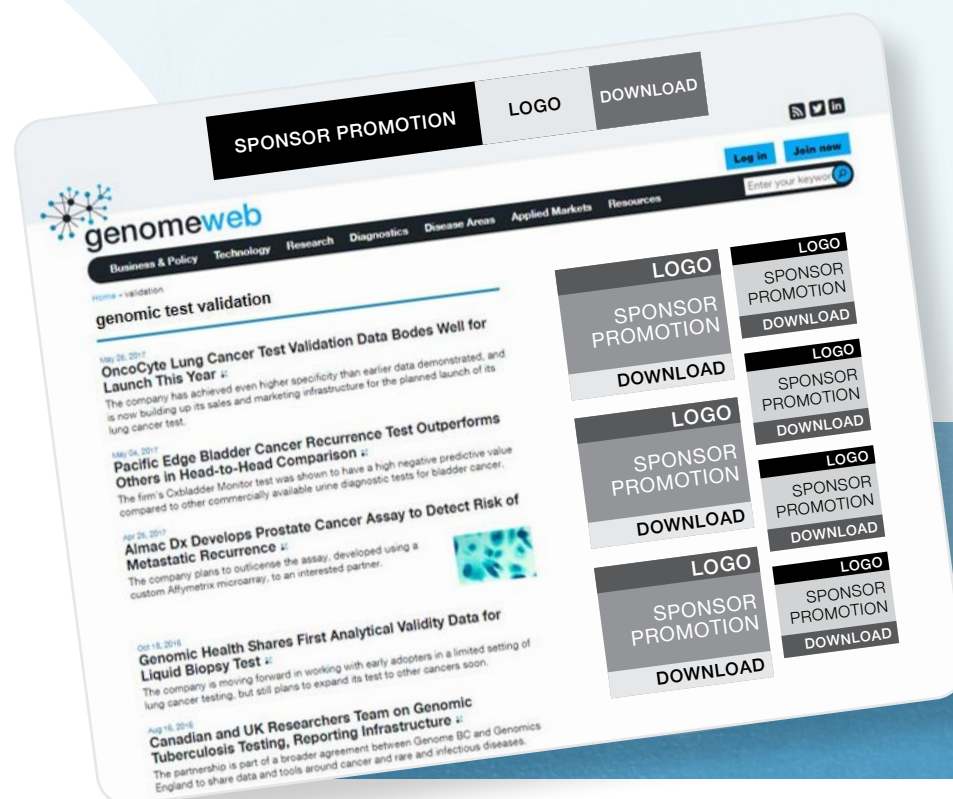 SPONSOR PROMOTION
LOGO
DOWNLOAD
in
Log in
Join now
genomeweb
Enter your keywor
Business & Policy
Technology
Research
Diagnostics
Disease Areas
Applied Markets
Resources
Home » validation
genomic test validation
May 26, 2017
OncoCyte Lung Cancer Test Validation Data Bodes Well for
Launch This Year
The company has achieved even higher specificity than earlier data demonstrated, and
is now building up its sales and marketing infrastructure for the planned launch of its
lung cancer test.
May 04, 2017
Pacific Edge Bladder Cancer Recurrence Test Outperforms
Others in Head-to-Head Comparison
The firm's Cxbladder Monitor test was shown to have a high negative predictive value
compared to other commercially available urine diagnostic tests for bladder cancer.
Apr 26, 2017
Almac Dx Develops Prostate Cancer Assay to Detect Risk of
Metastatic Recurrence
The company plans to outlicense the assay, developed using a
custom Affymetrix microarray, to an interested partner.
Genomic Health Shares First Analytical Validity Data for
Liquid Biopsy Test
The company is moving forward in working with early adopters in a limited setting of
lung cancer testing, but still plans to expand its test to other cancers soon.
Canadian and UK Researchers Team on Genomic
Tuberculosis Testing, Reporting Infrastructure
The partnership is part of a broader agreement between Genome BC and Genomics
England to share data and tools around cancer and rare and infectious diseases.
LOGO
SPONSOR
PROMOTION
DOWNLOAD
LOGO
SPONSOR
PROMOTION
DOWNLOAD
LOGO
SPONSOR
PROMOTION
DOWNLOAD
LOGO
SPONSOR
PROMOTION
DOWNLOAD
LOGO
SPONSOR
PROMOTION
DOWNLOAD
LOGO
SPONSOR
PROMOTION
DOWNLOAD
LOGO
SPONSOR
PROMOTION
DOWNLOAD